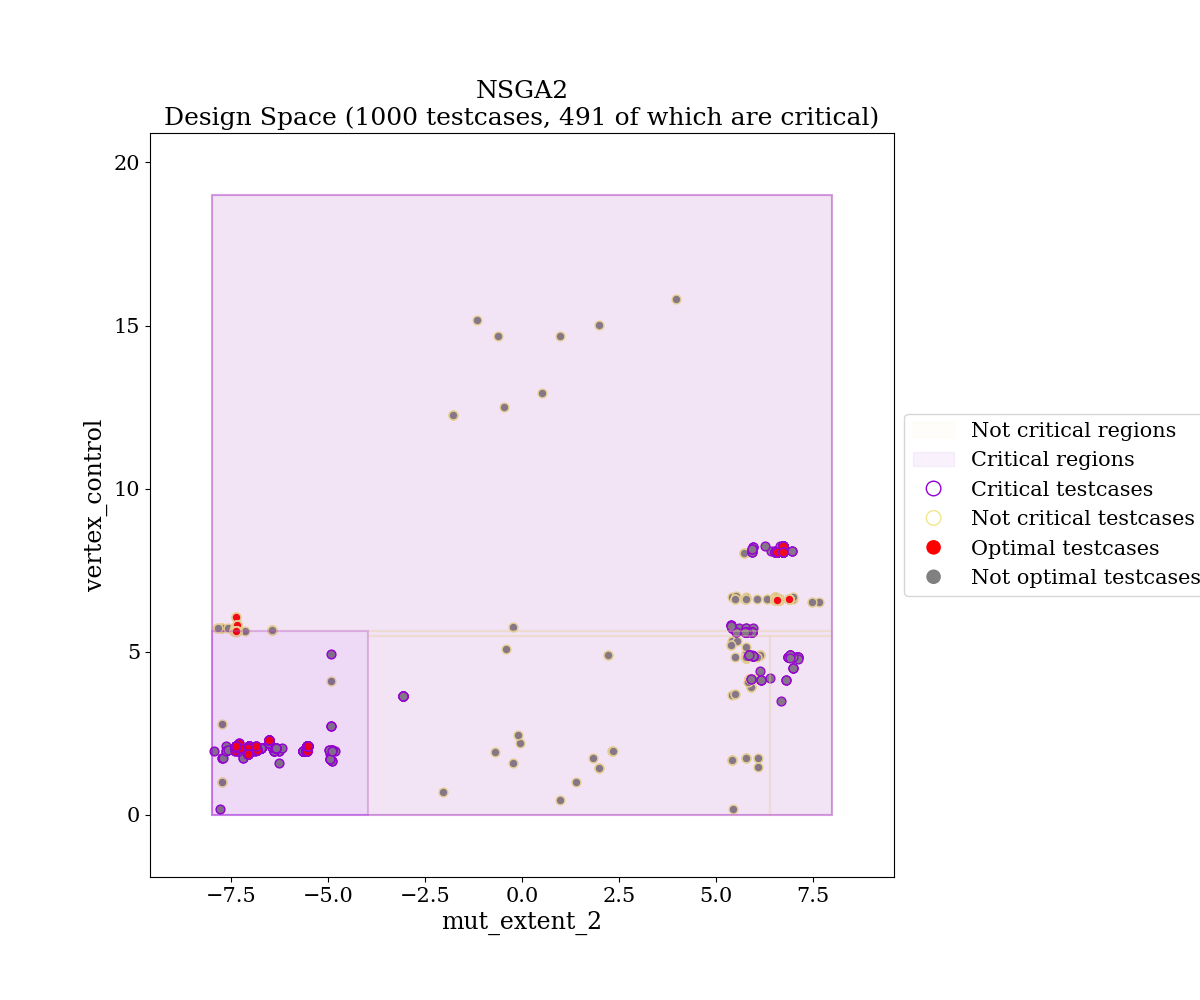 NSGA2
Design Space (1000 testcases, 491 of which are critical)
20
15
10
5
0
vertex_control
−7.5
−5.0
−2.5
0.0
2.5
5.0
7.5
mut_extent_2
Not critical regions
Critical regions
Critical testcases
Not critical testcases
Optimal testcases
Not optimal testcases